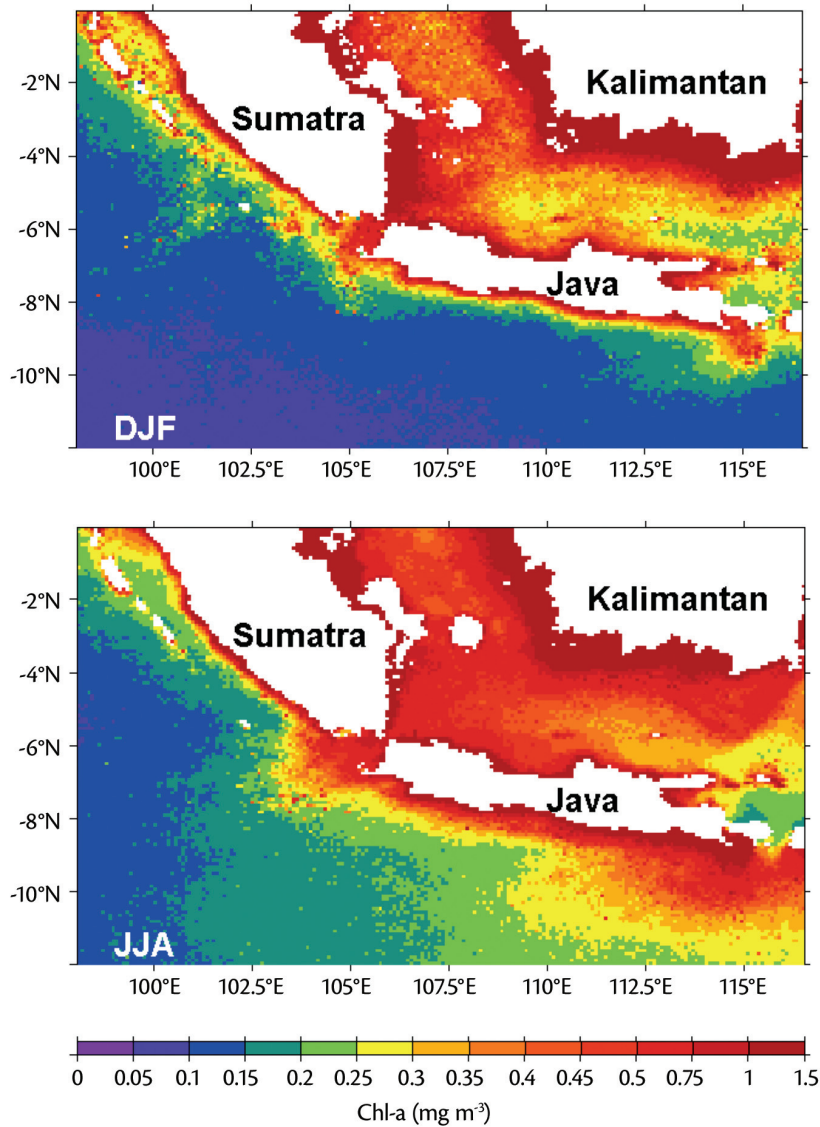 -2°N
-4°N
-6°N
-8°N
-10°N
Sumatra
Kalimantan
Java
DJF
100°E 102.5°E 105°E 107.5°E 110°E 112.5°E 115°E
-2°N
-4°N
-6°N
-8°N
-10°N
Kalimantan
Sumatra
Java
JJA
100°E 102.5°E 105°E 107.5°E 110°E 112.5°E 115°E
0 0.05 0.1 0.15 0.2 0.25 0.3 0.35 0.4 0.45 0.5 0.75 1 1.5
Chl-a (mg m⁻³)